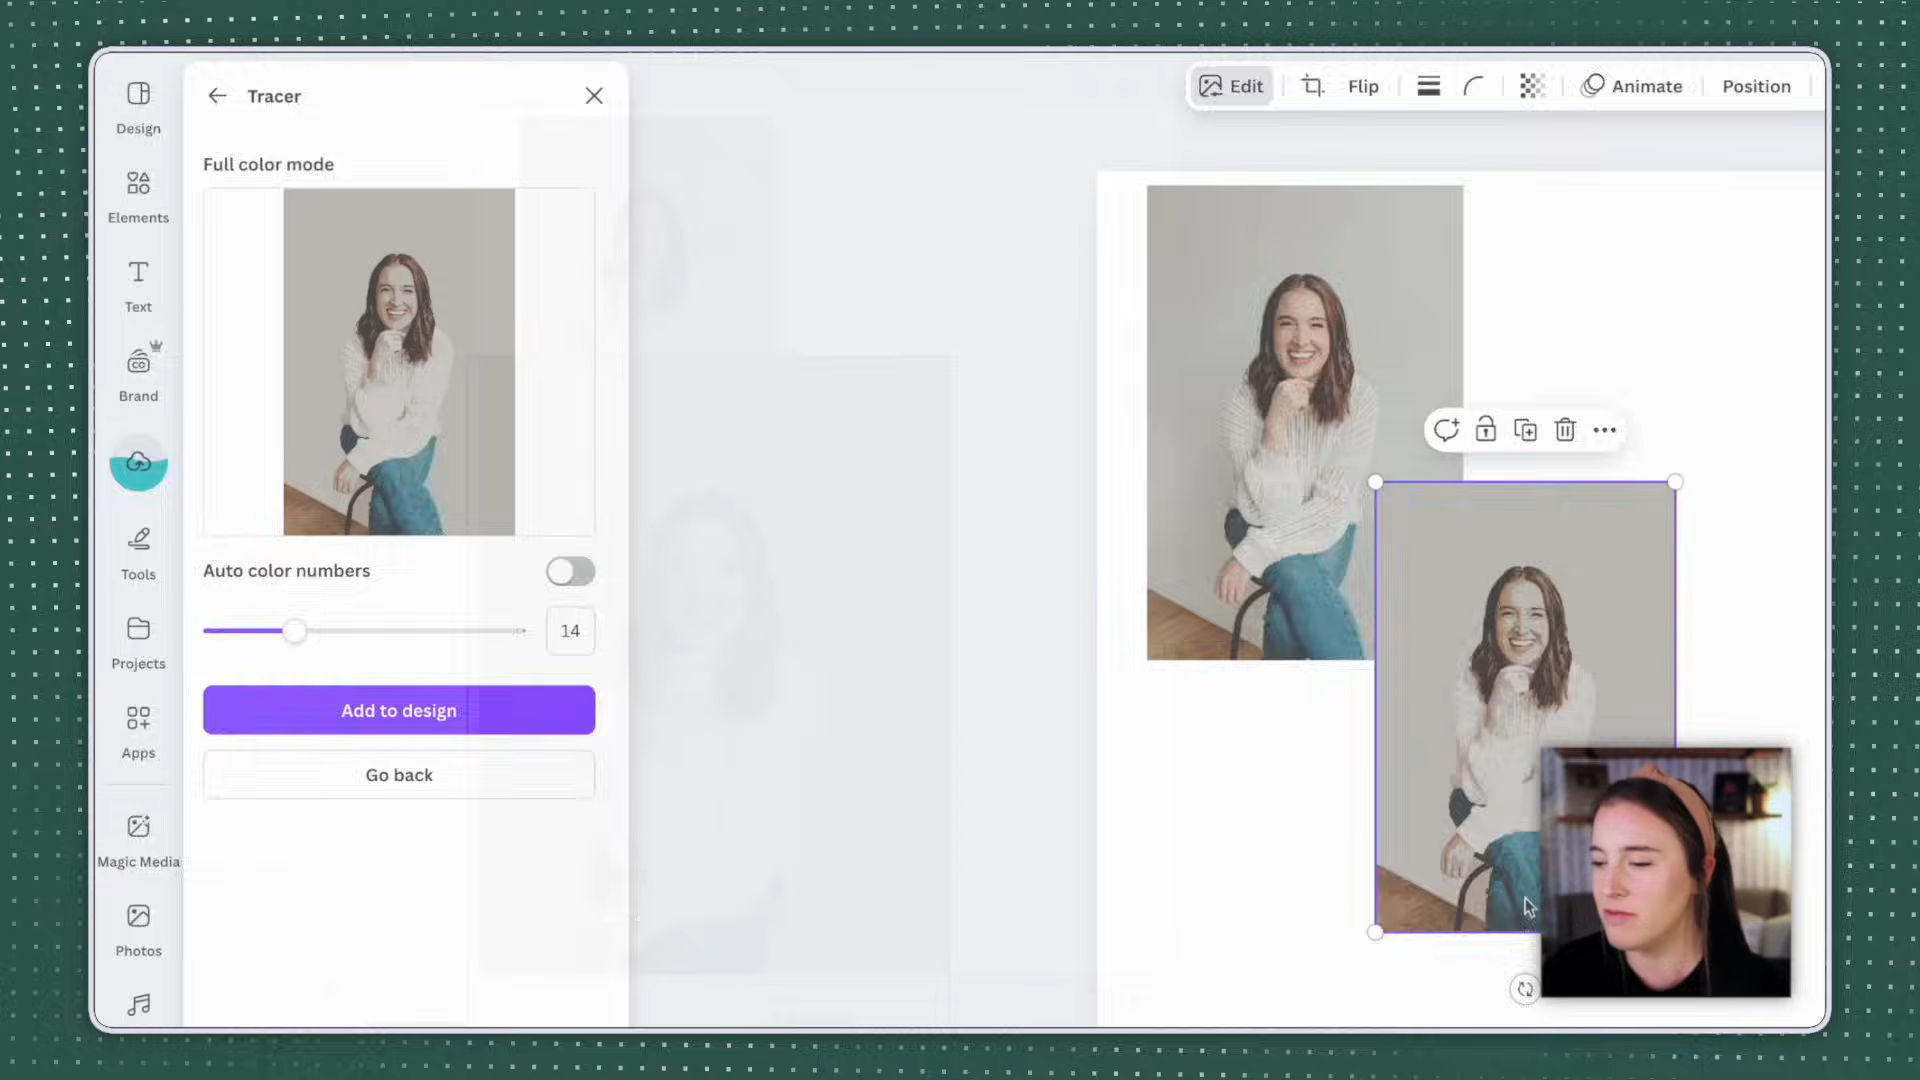 Design
Elements
Text
Brand
CO
Tools
Projects
Apps
Magic Media
Photos
Tracer
Full color mode
Auto color numbers
14
Add to design
Go back
Edit
Flip
Animate
Position